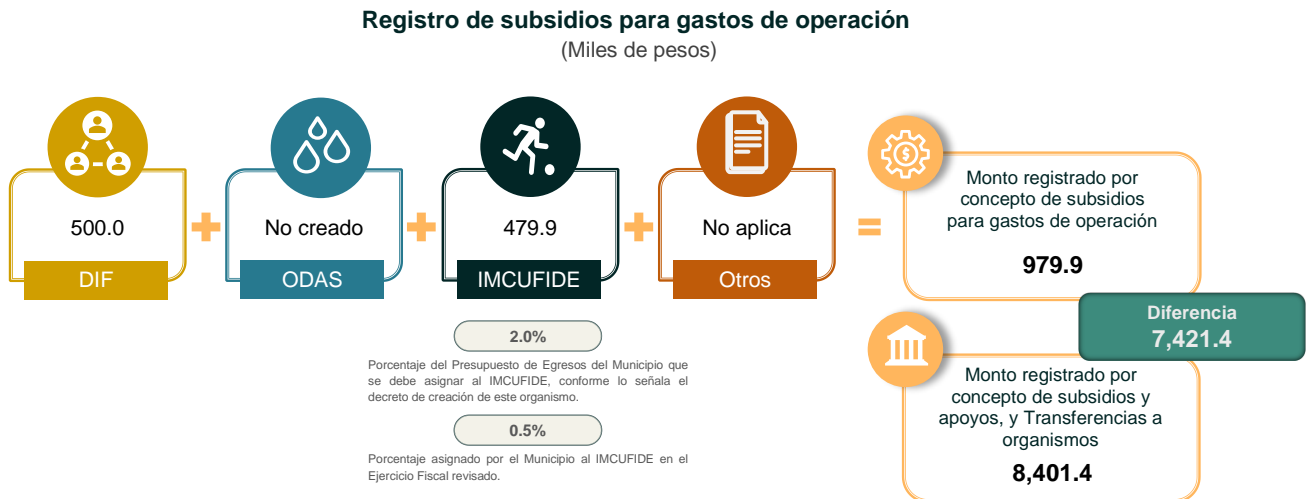 Registro de subsidios para gastos de operación
(Miles de pesos)
500.0
DIF
No creado
ODAS
479.9
IMCUFIDE
No aplica
Otros
Monto registrado por
concepto de subsidios
para gastos de operación
979.9
Diferencia
7,421.4
Monto registrado por
concepto de subsidios y
apoyos, y Transferencias a
organismos
8,401.4
2.0%
Porcentaje del Presupuesto de Egresos del Municipio que
se debe asignar al IMCUFIDE, conforme lo señala el
decreto de creación de este organismo.
0.5%
Porcentaje asignado por el Municipio al IMCUFIDE en el
Ejercicio Fiscal revisado.